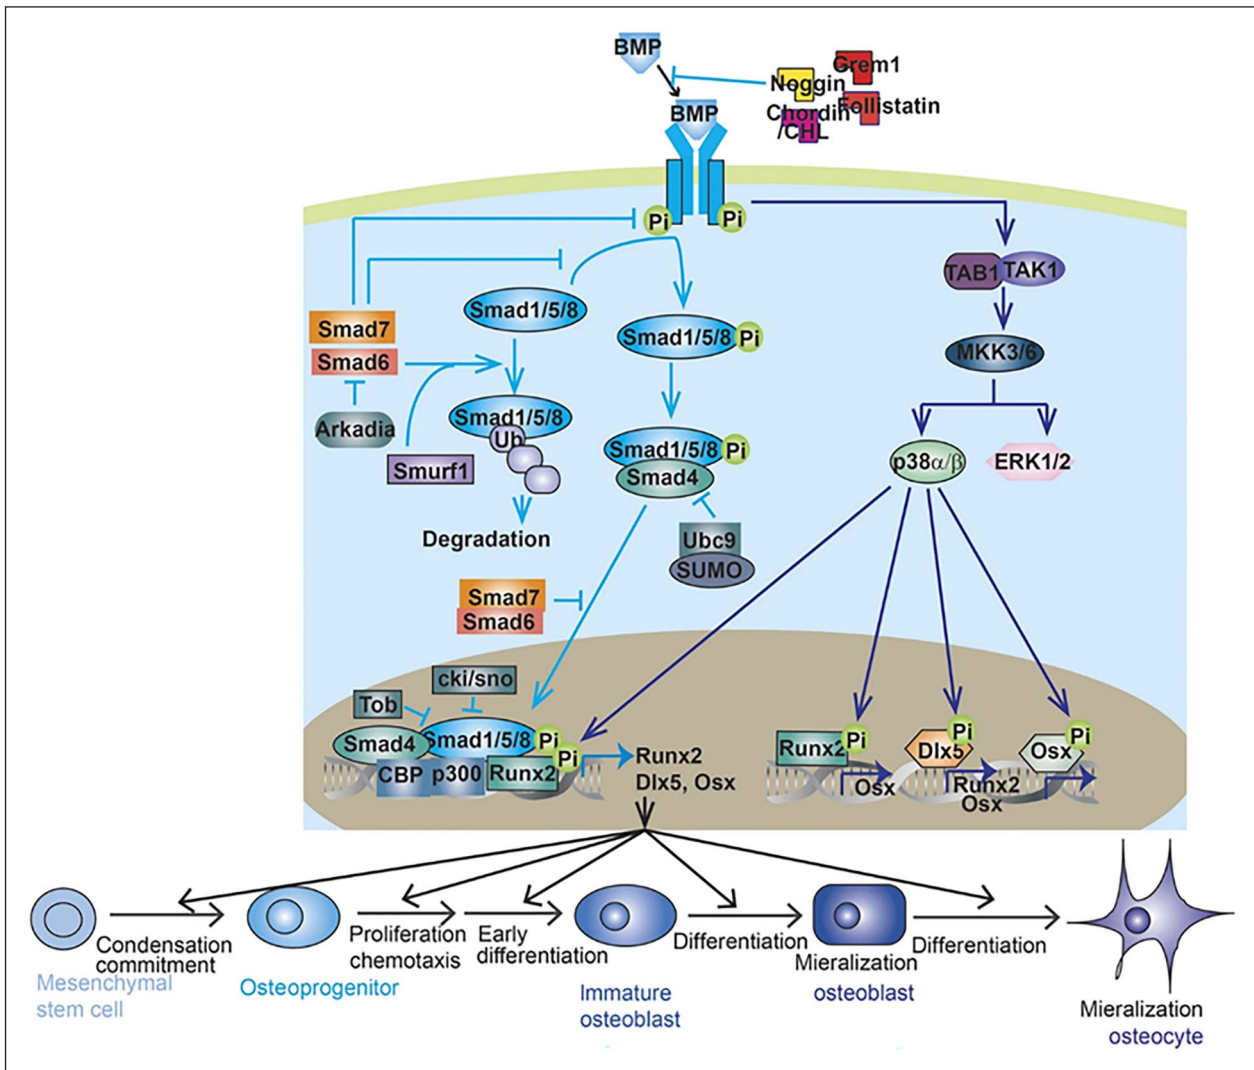 BMP
Grem1
Noggin
BMP
Chordin
/CHL
Follistatin
Pi
Pi
TAB1
TAK1
Smad1/5/8
Smad7
Smad6
Smad1/5/8
Pi
MKK3/6
Arkadia
Smad1/5/8
Ub
Smurf1
Smad1/5/8
Pi
Smad4
p38α/β
ERK1/2
Degradation
Ubc9
SUMO
Smad7
Smad6
cki/sno
Tob
Smad4
Smad1/5/8
Pi
Pi
CBP
p300
Runx2
Runx2
Dlx5, Osx
Runx2
Pi
Osx
Dlx5
Pi
Runx2
Osx
Osx
Pi
Condensation
commitment
Mesenchymal
stem cell
Osteoprogenitor
Proliferation
chemotaxis
Early
differentiation
Immature
osteoblast
Differentiation
Mieralization
osteoblast
Differentiation
Mieralization
osteocyte